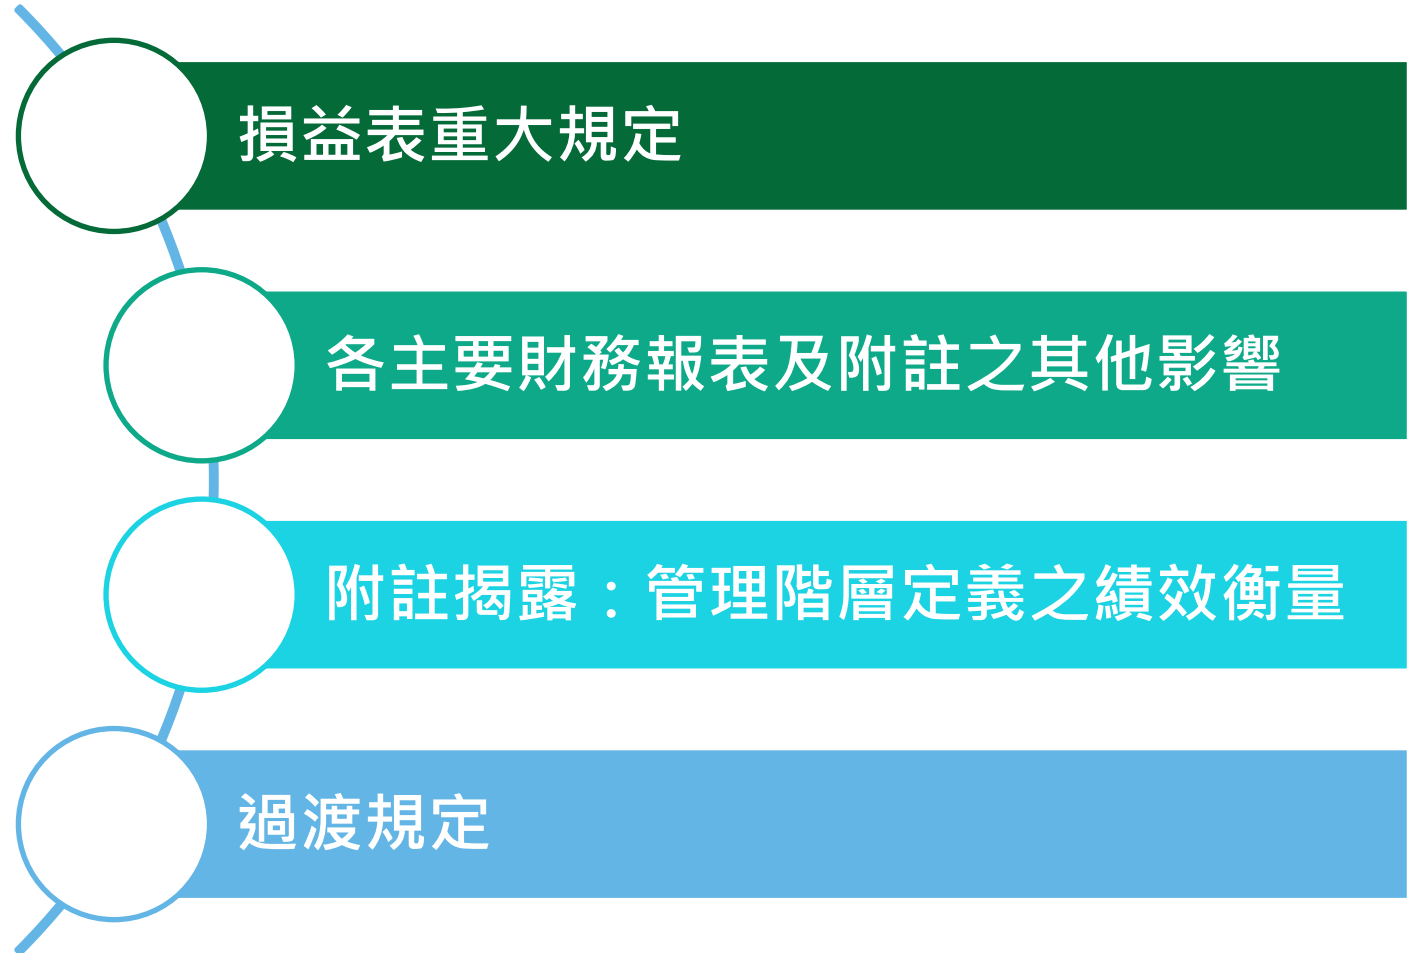 損益表重大規定
各主要財務報表及附註之其他影響
附註揭露：管理階層定義之績效衡量
過渡規定